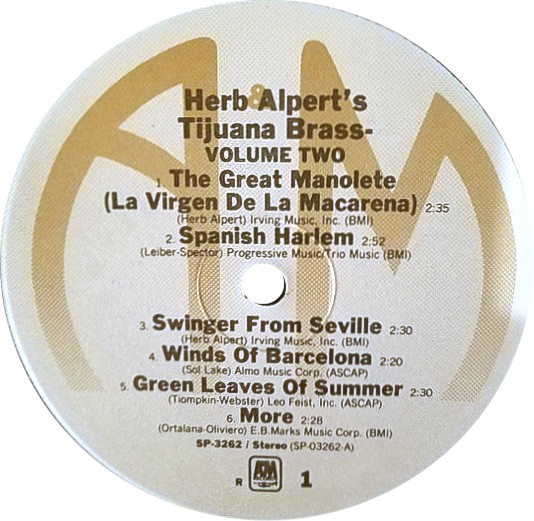 A&M
Herb Alpert's
Tijuana Brass-
VOLUME TWO
1. The Great Manolete
(La Virgen De La Macarena) 2:35
(Herb Alpert) Irving Music, Inc. (BMI)
2. Spanish Harlem 2:52
(Leiber-Spector) Progressive Music/Trio Music (BMI)
3. Swinger From Seville 2:30
(Herb Alpert) Irving Music, Inc. (BMI)
4. Winds Of Barcelona 2:20
(Sol Lake) Almo Music Corp. (ASCAP)
5. Green Leaves Of Summer 2:30
(Tiompkin-Webster) Leo Feist, Inc. (ASCAP)
6. More 2:28
(Ortalana-Oliviero) E.B.Marks Music Corp. (BMI)
SP-3262 / Stereo (SP-03262-A)
R A&M RECORDS 1